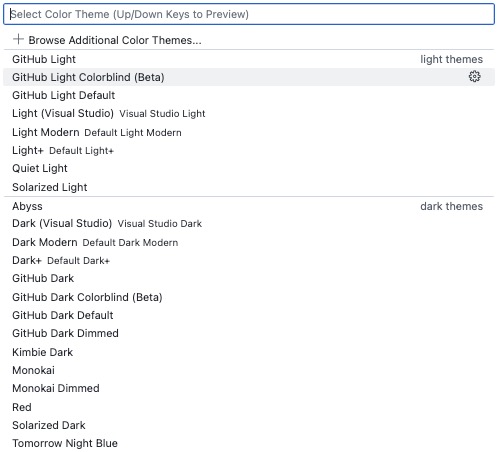 Select Color Theme (Up/Down Keys to Preview)
Browse Additional Color Themes...
GitHub Light light themes
GitHub Light Colorblind (Beta)
GitHub Light Default
Light (Visual Studio) Visual Studio Light
Light Modern Default Light Modern
Light+ Default Light+
Quiet Light
Solarized Light
Abyss dark themes
Dark (Visual Studio) Visual Studio Dark
Dark Modern Default Dark Modern
Dark+ Default Dark+
GitHub Dark
GitHub Dark Colorblind (Beta)
GitHub Dark Default
GitHub Dark Dimmed
Kimbie Dark
Monokai
Monokai Dimmed
Red
Solarized Dark
Tomorrow Night Blue